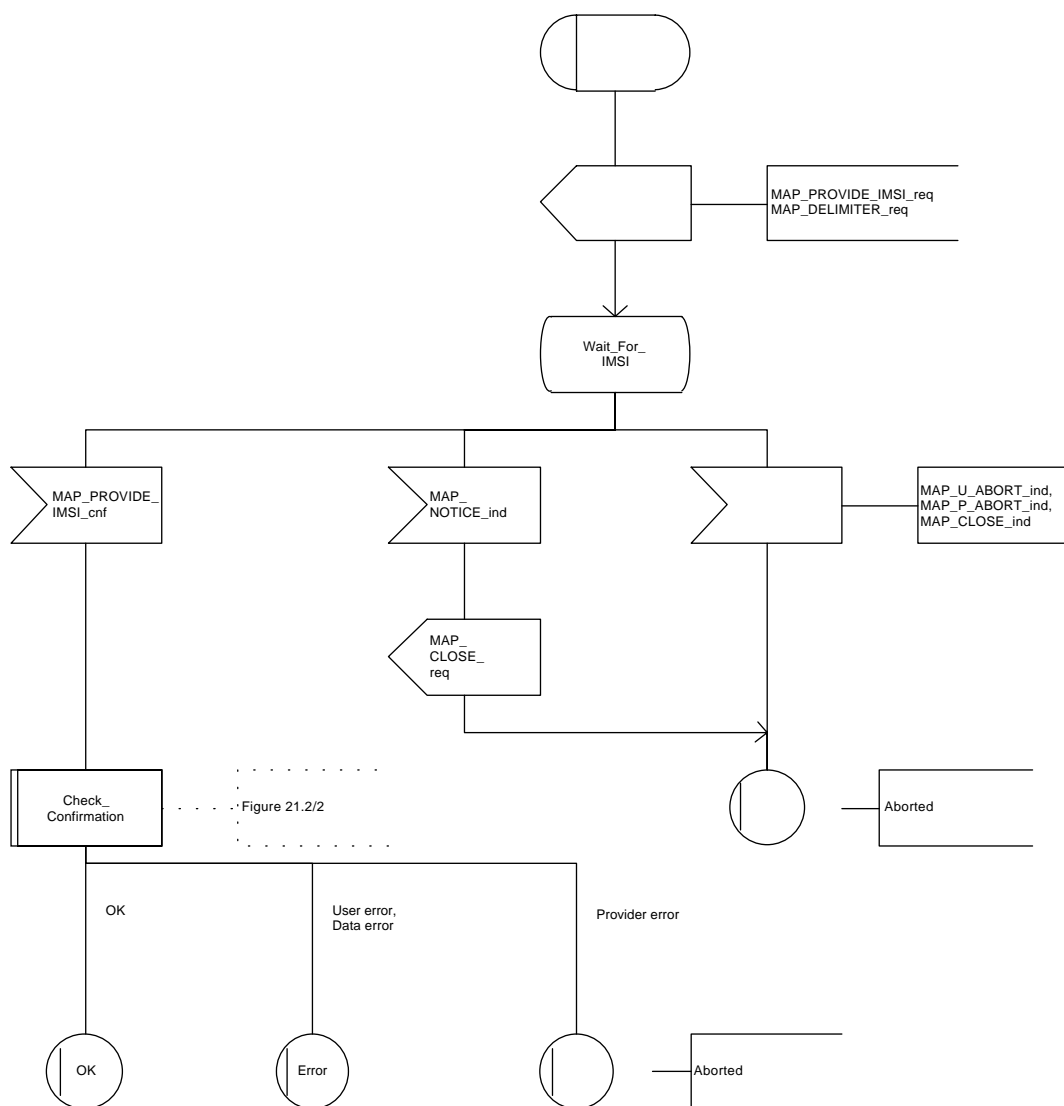 MAP_PROVIDE_IMSI_req
MAP_DELIMITER_req
Wait_For_
IMSI
MAP_PROVIDE_
IMSI_cnf
MAP_
NOTICE_ind
MAP_U_ABORT_ind,
MAP_P_ABORT_ind,
MAP_CLOSE_ind
MAP_
CLOSE_
req
Check_
Confirmation
Figure 21.2/2
Aborted
OK
User error,
Data error
Provider error
OK
Error
Aborted